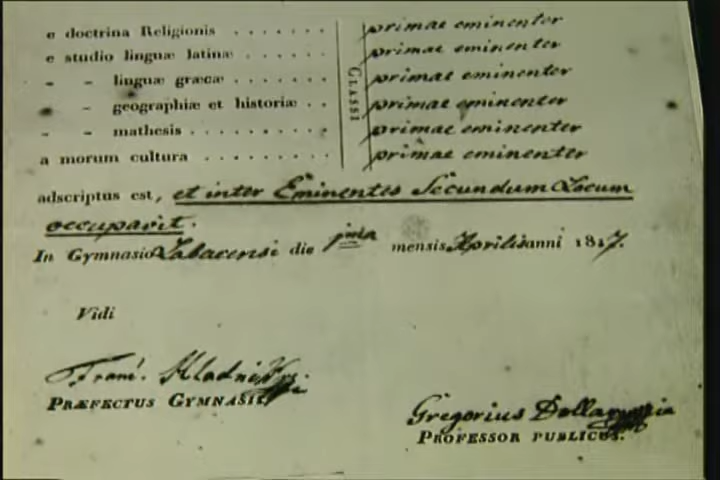 e doctrina Religionis . . . . . . . primae eminenter
e studio linguæ latinæ . . . . . . primae eminenter
- - linguæ græcæ . . . . . . . primae eminenter
- - geographiæ et historiæ . . primae eminenter
- - mathesis . . . . . . . . . . primae eminenter
a morum cultura . . . . . . . . . primae eminenter
CLASSI
adscriptus est, et inter Eminentes Secundum Locum
occupavit.
In Gymnasio Labacensi die mensis Aprilis anni 1817.
Vidi
Franc. Hladnik
PRÆFECTUS GYMNASII
Gregorius
PROFESSOR PUBLICUS.